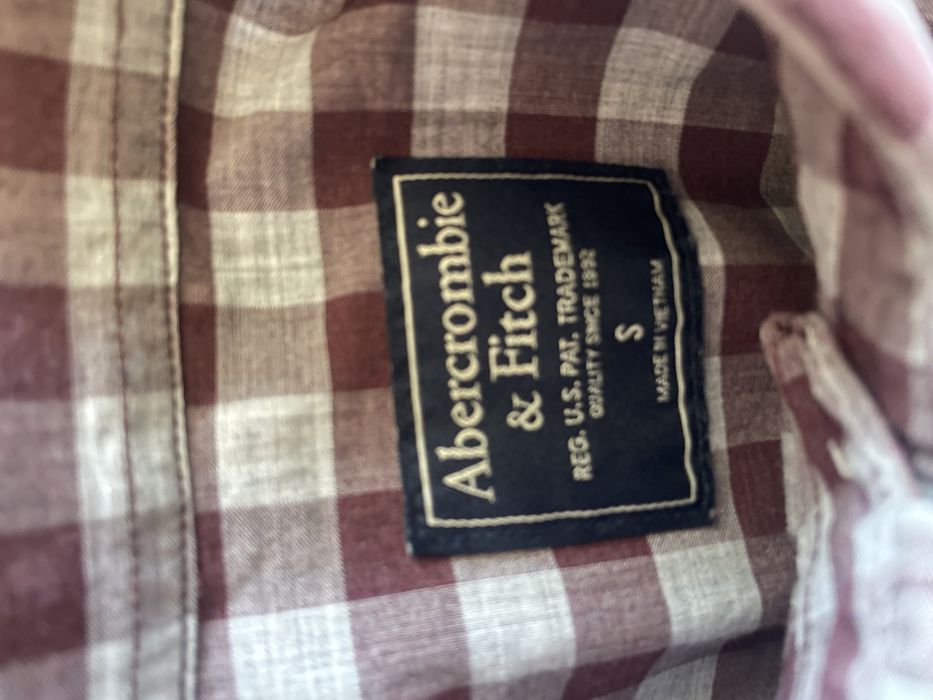 Abercrombie
& Fitch
REG. U.S. PAT. TRADEMARK
QUALITY SINCE 1892
S
MADE IN VIETNAM